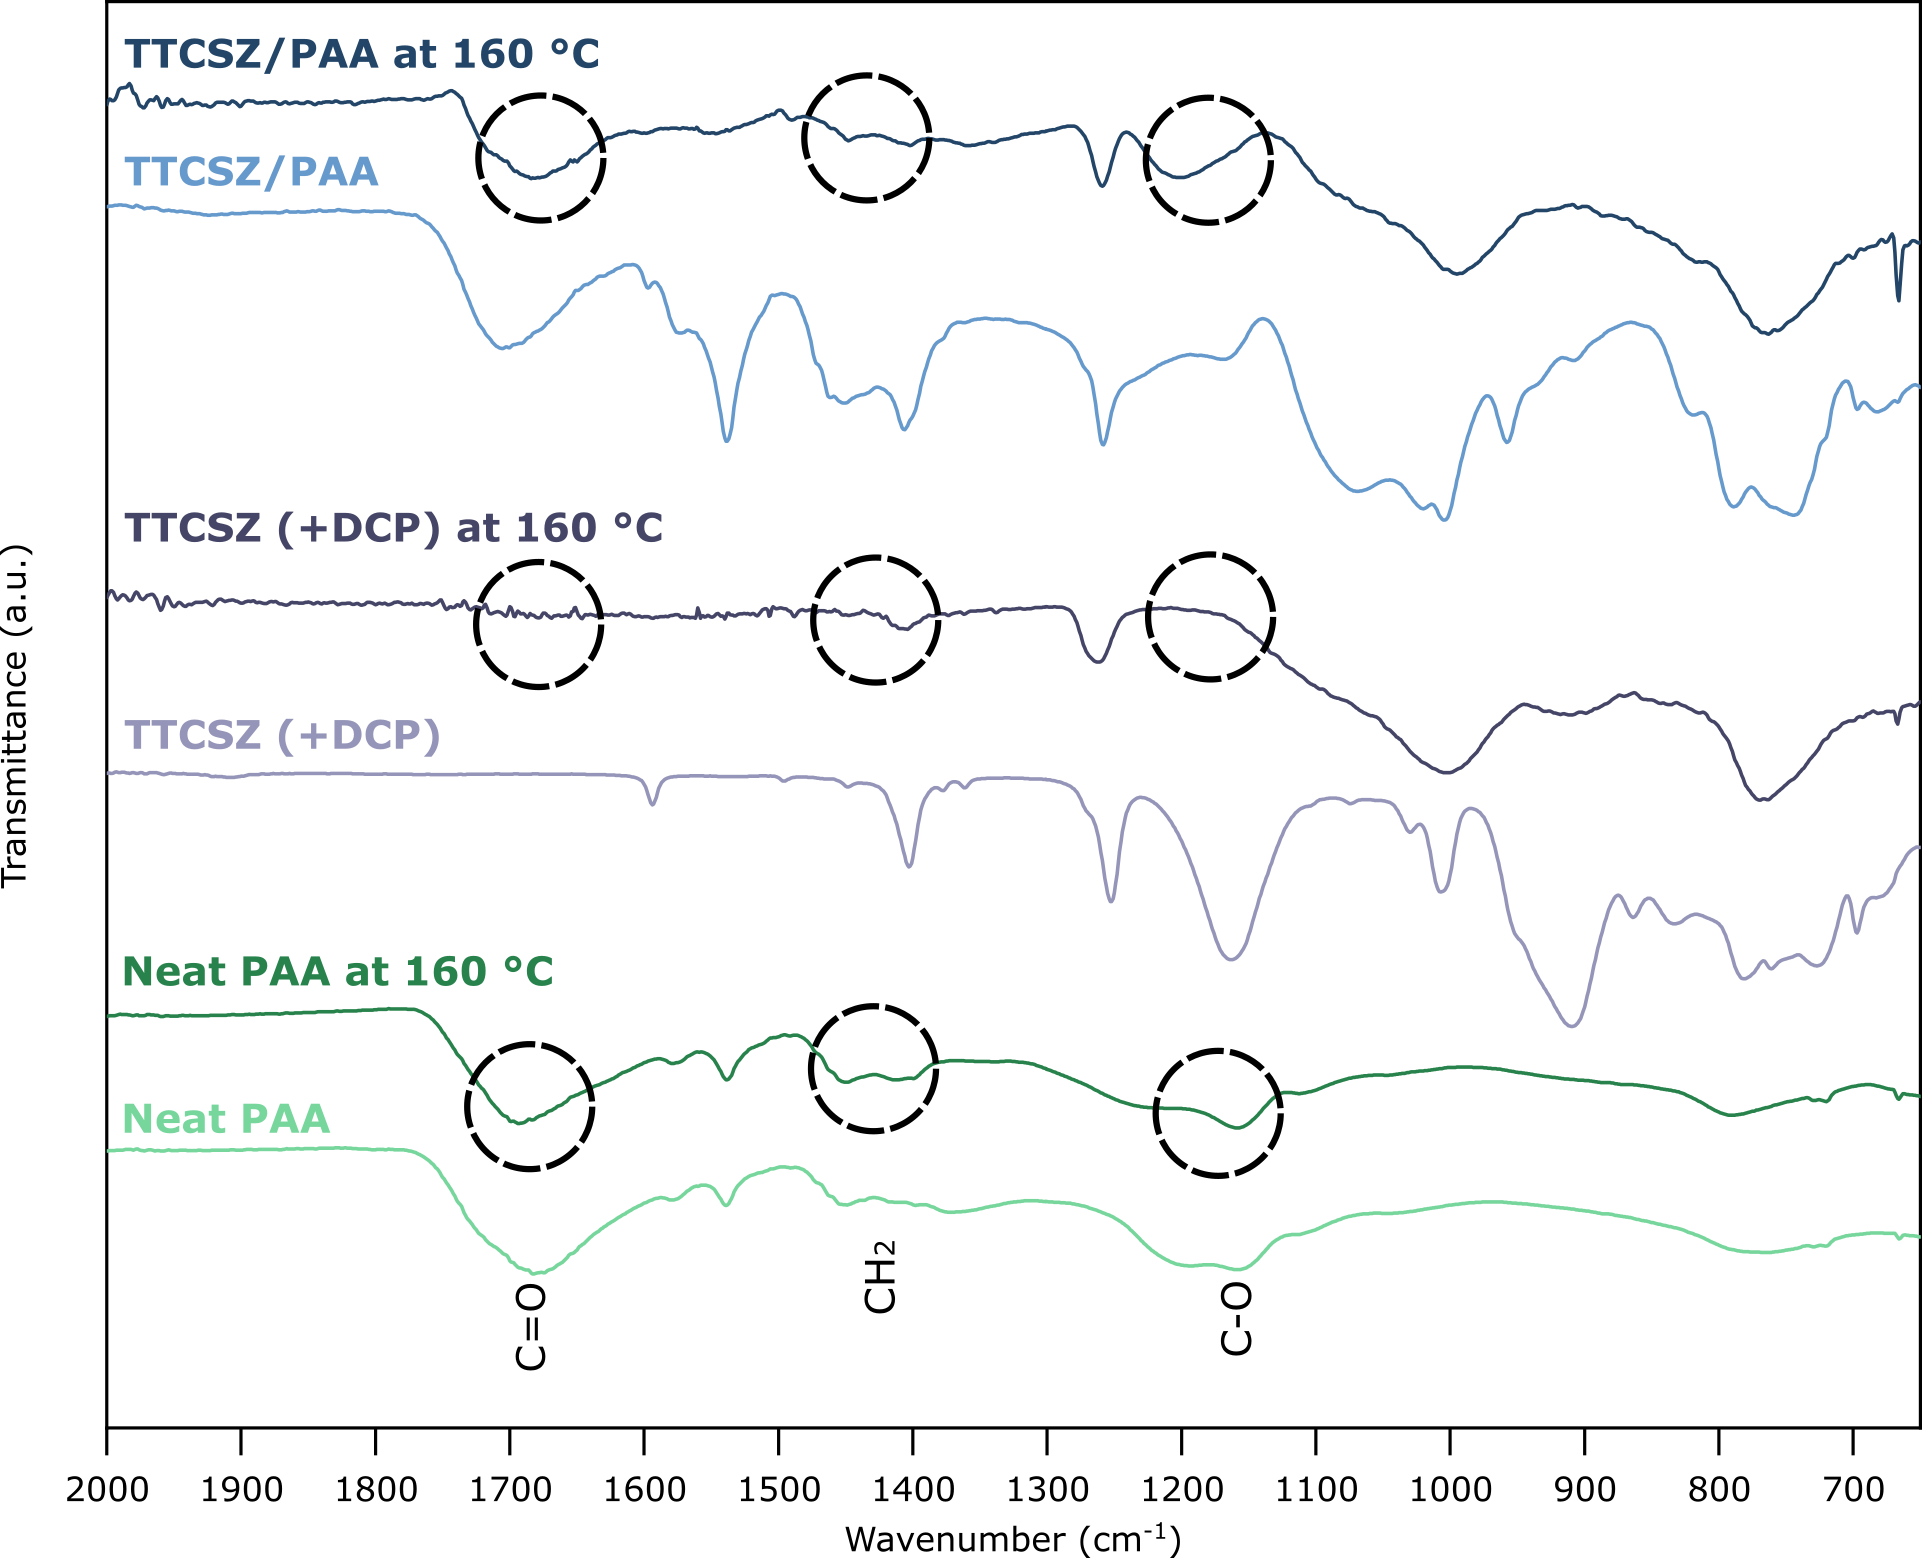 TTCSZ/PAA at 160 °C
TTCSZ/PAA
TTCSZ (+DCP) at 160 °C
TTCSZ (+DCP)
Neat PAA at 160 °C
Neat PAA
Transmittance (a.u.)
C=O
CH2
C-O
2000 1900 1800 1700 1600 1500 1400 1300 1200 1100 1000 900 800 700
Wavenumber (cm-1)